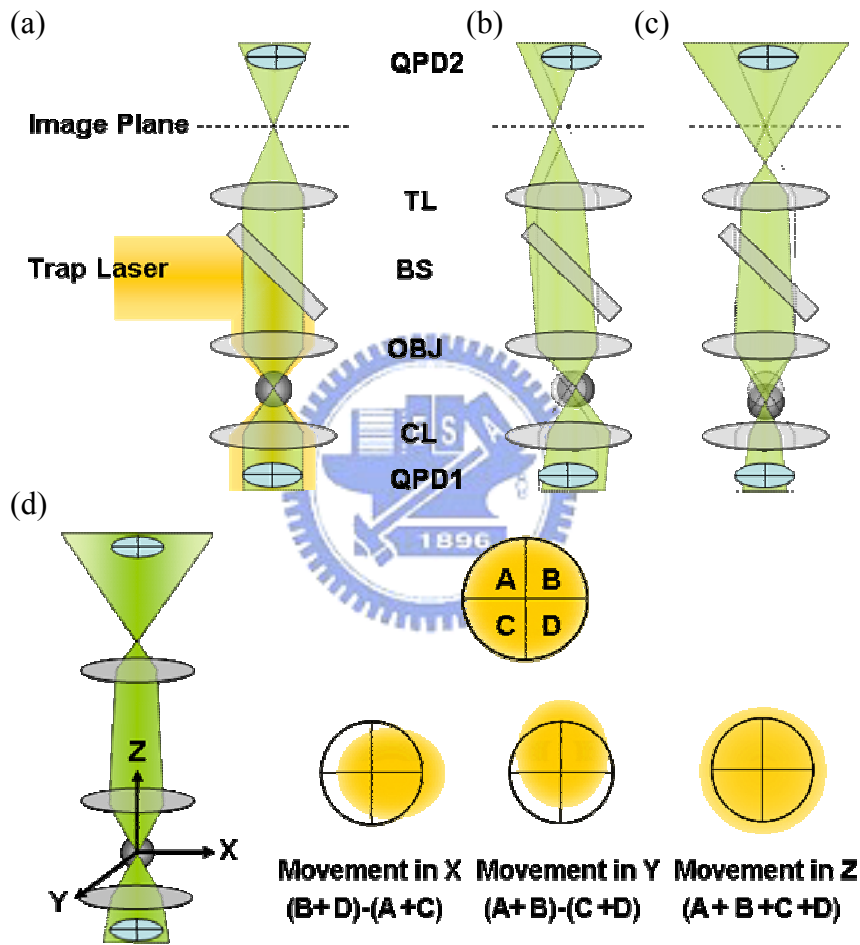 (a)
(b)
(c)
QPD2
Image Plane
TL
Trap Laser
BS
OBJ
CL
QPD1
1896
(d)
A B
C D
Z
X
Y
Movement in X
(B+D)-(A+C)
Movement in Y
(A+B)-(C+D)
Movement in Z
(A+B+C+D)